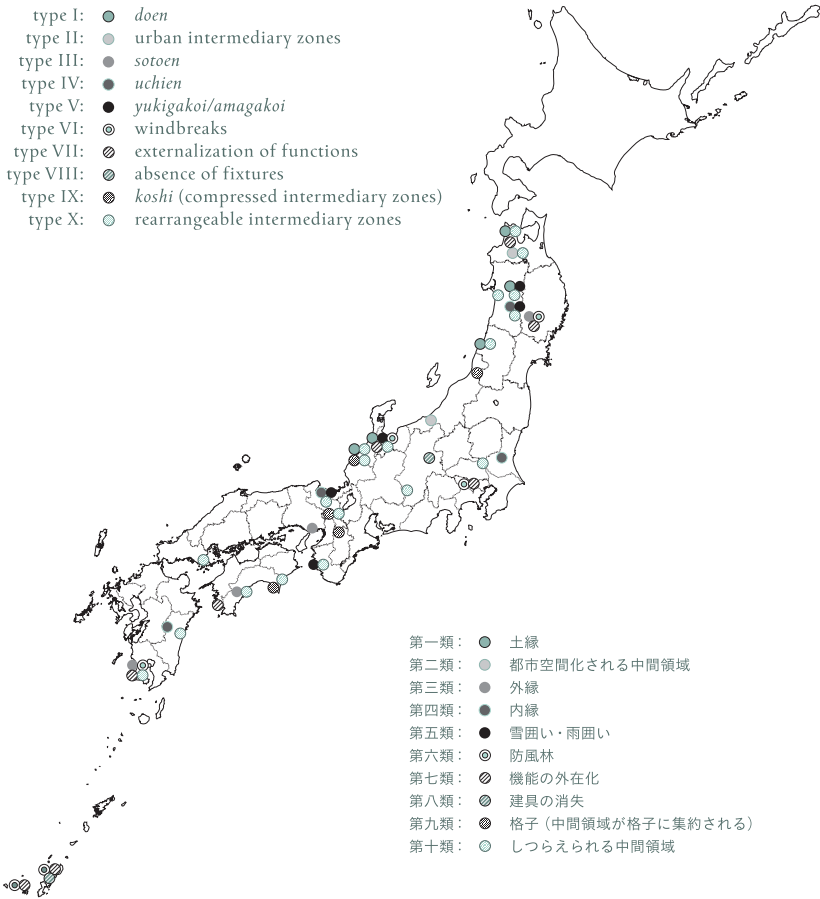 type I: doen
type II: urban intermediary zones
type III: sotoen
type IV: uchien
type V: yukigakoi/amagakoi
type VI: windbreaks
type VII: externalization of functions
type VIII: absence of fixtures
type IX: koshi (compressed intermediary zones)
type X: rearrangeable intermediary zones
第一類： 土縁
第二類： 都市空間化される中間領域
第三類： 外縁
第四類： 内縁
第五類： 雪囲い・雨囲い
第六類： 防風林
第七類： 機能の外在化
第八類： 建具の消失
第九類： 格子（中間領域が格子に集約される）
第十類： しつらえられる中間領域